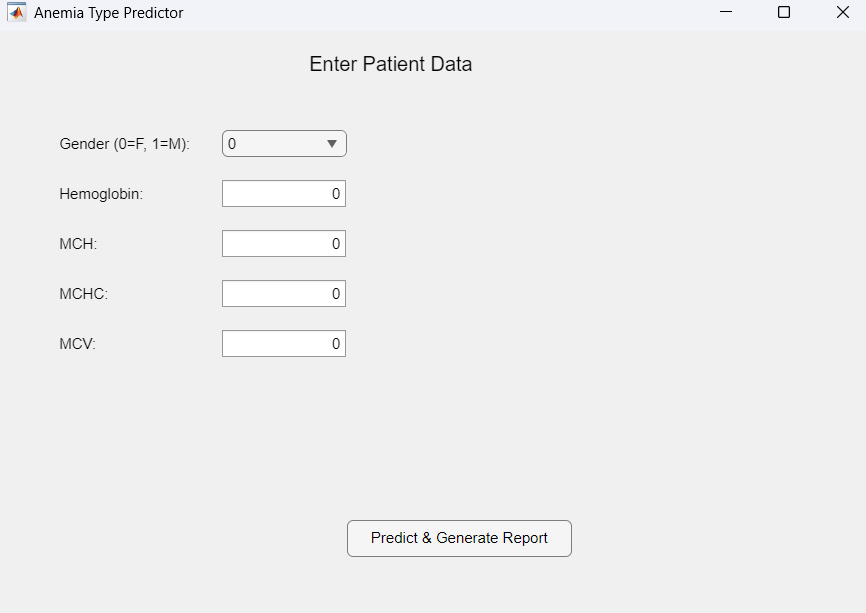 Anemia Type Predictor
Enter Patient Data
Gender (0=F, 1=M): 0
Hemoglobin: 0
MCH: 0
MCHC: 0
MCV: 0
Predict & Generate Report